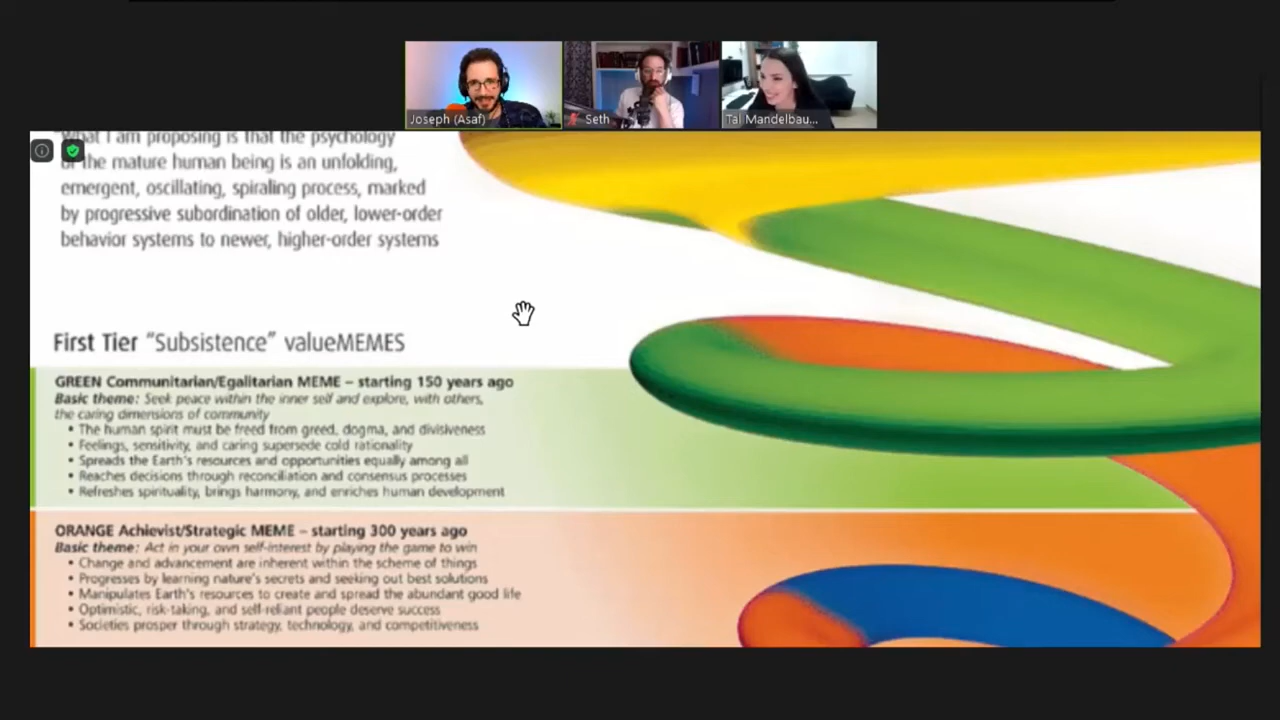 Joseph (Asaf)
Seth
Tal Mandelbau...
What I am proposing is that the psychology
of the mature human being is an unfolding,
emergent, oscillating, spiraling process, marked
by progressive subordination of older, lower-order
behavior systems to newer, higher-order systems
First Tier “Subsistence” valueMEMES
GREEN Communitarian/Egalitarian MEME – starting 150 years ago
Basic theme: Seek peace within the inner self and explore, with others,
the caring dimensions of community
• The human spirit must be freed from greed, dogma, and divisiveness
• Feelings, sensitivity, and caring supersede cold rationality
• Spreads the Earth's resources and opportunities equally among all
• Reaches decisions through reconciliation and consensus processes
• Refreshes spirituality, brings harmony, and enriches human development
ORANGE Achievist/Strategic MEME – starting 300 years ago
Basic theme: Act in your own self-interest by playing the game to win
• Change and advancement are inherent within the scheme of things
• Progresses by learning nature's secrets and seeking out best solutions
• Manipulates Earth's resources to create and spread the abundant good life
• Optimistic, risk-taking, and self-reliant people deserve success
• Societies prosper through strategy, technology, and competitiveness